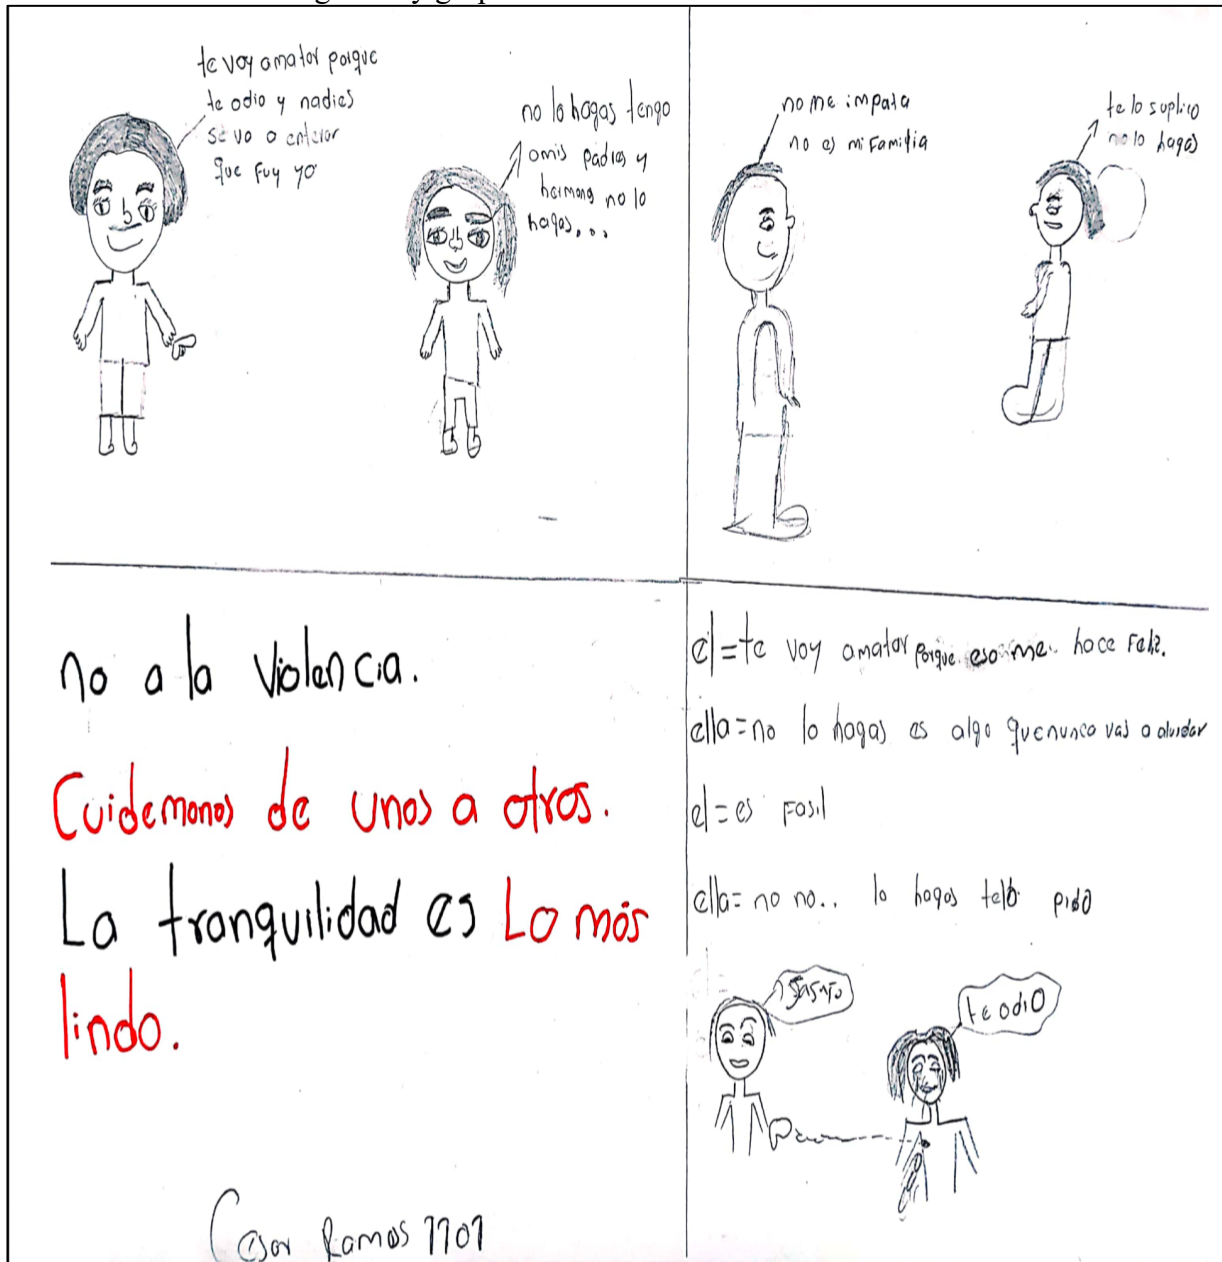 te voy amator porque
te odio y nadies
se va a enterar
que fuy yo
no lo hagas tengo
amis padres y
hermana no lo
hagas...
no me impata
no es mi familia
te lo suplico
no lo hagas
no a la violencia.
Cuidemonos de unos a otros.
La tranquilidad es Lo más
lindo.
Cesar Ramos 1101
el = te voy amatar porque eso me hace Feliz.
ella = no lo hagas es algo que nunca vas a olvidar
el = es Fasil
ella = no no.. lo hagas telo pido
te odio